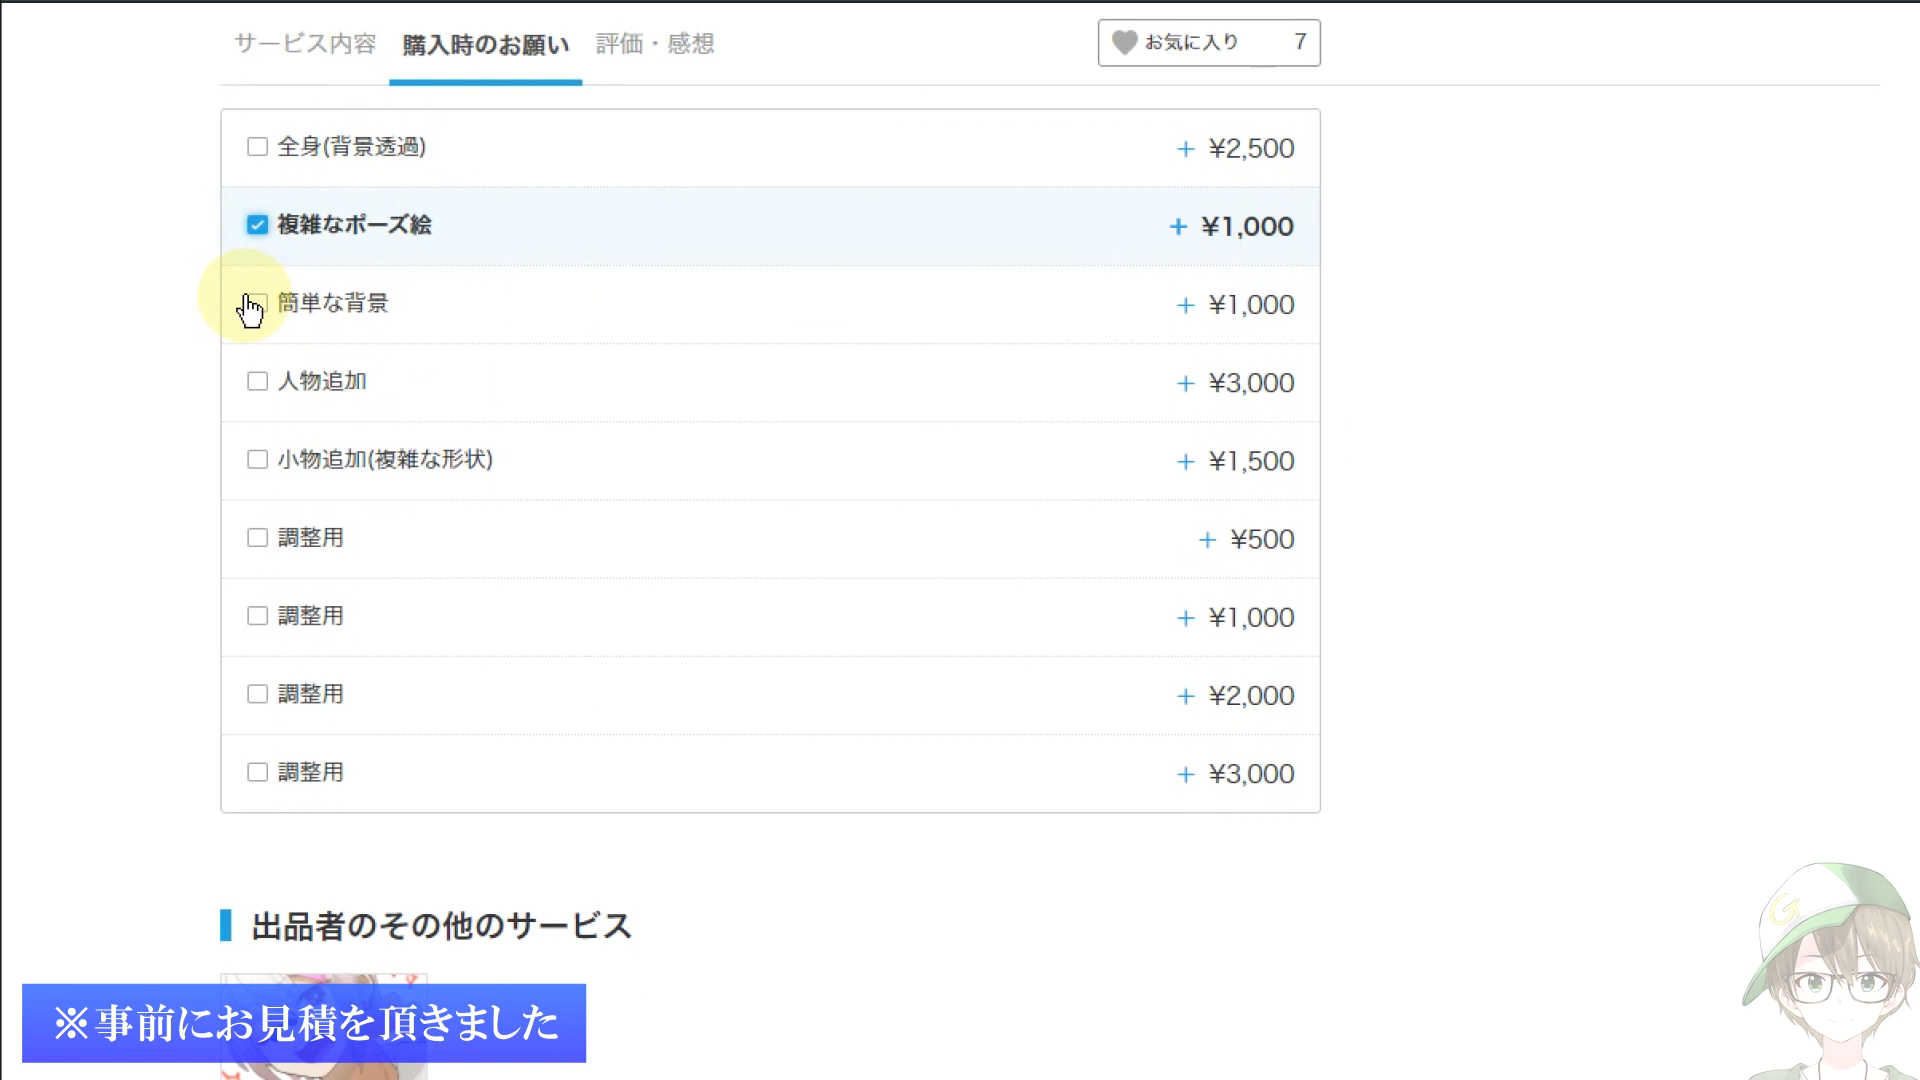 サービス内容 購入時のお願い 評価・感想 お気に入り 7
全身(背景透過) + ¥2,500
複雑なポーズ絵 + ¥1,000
簡単な背景 + ¥1,000
人物追加 + ¥3,000
小物追加(複雑な形状) + ¥1,500
調整用 + ¥500
調整用 + ¥1,000
調整用 + ¥2,000
調整用 + ¥3,000
出品者のその他のサービス
※事前にお見積を頂きました
G